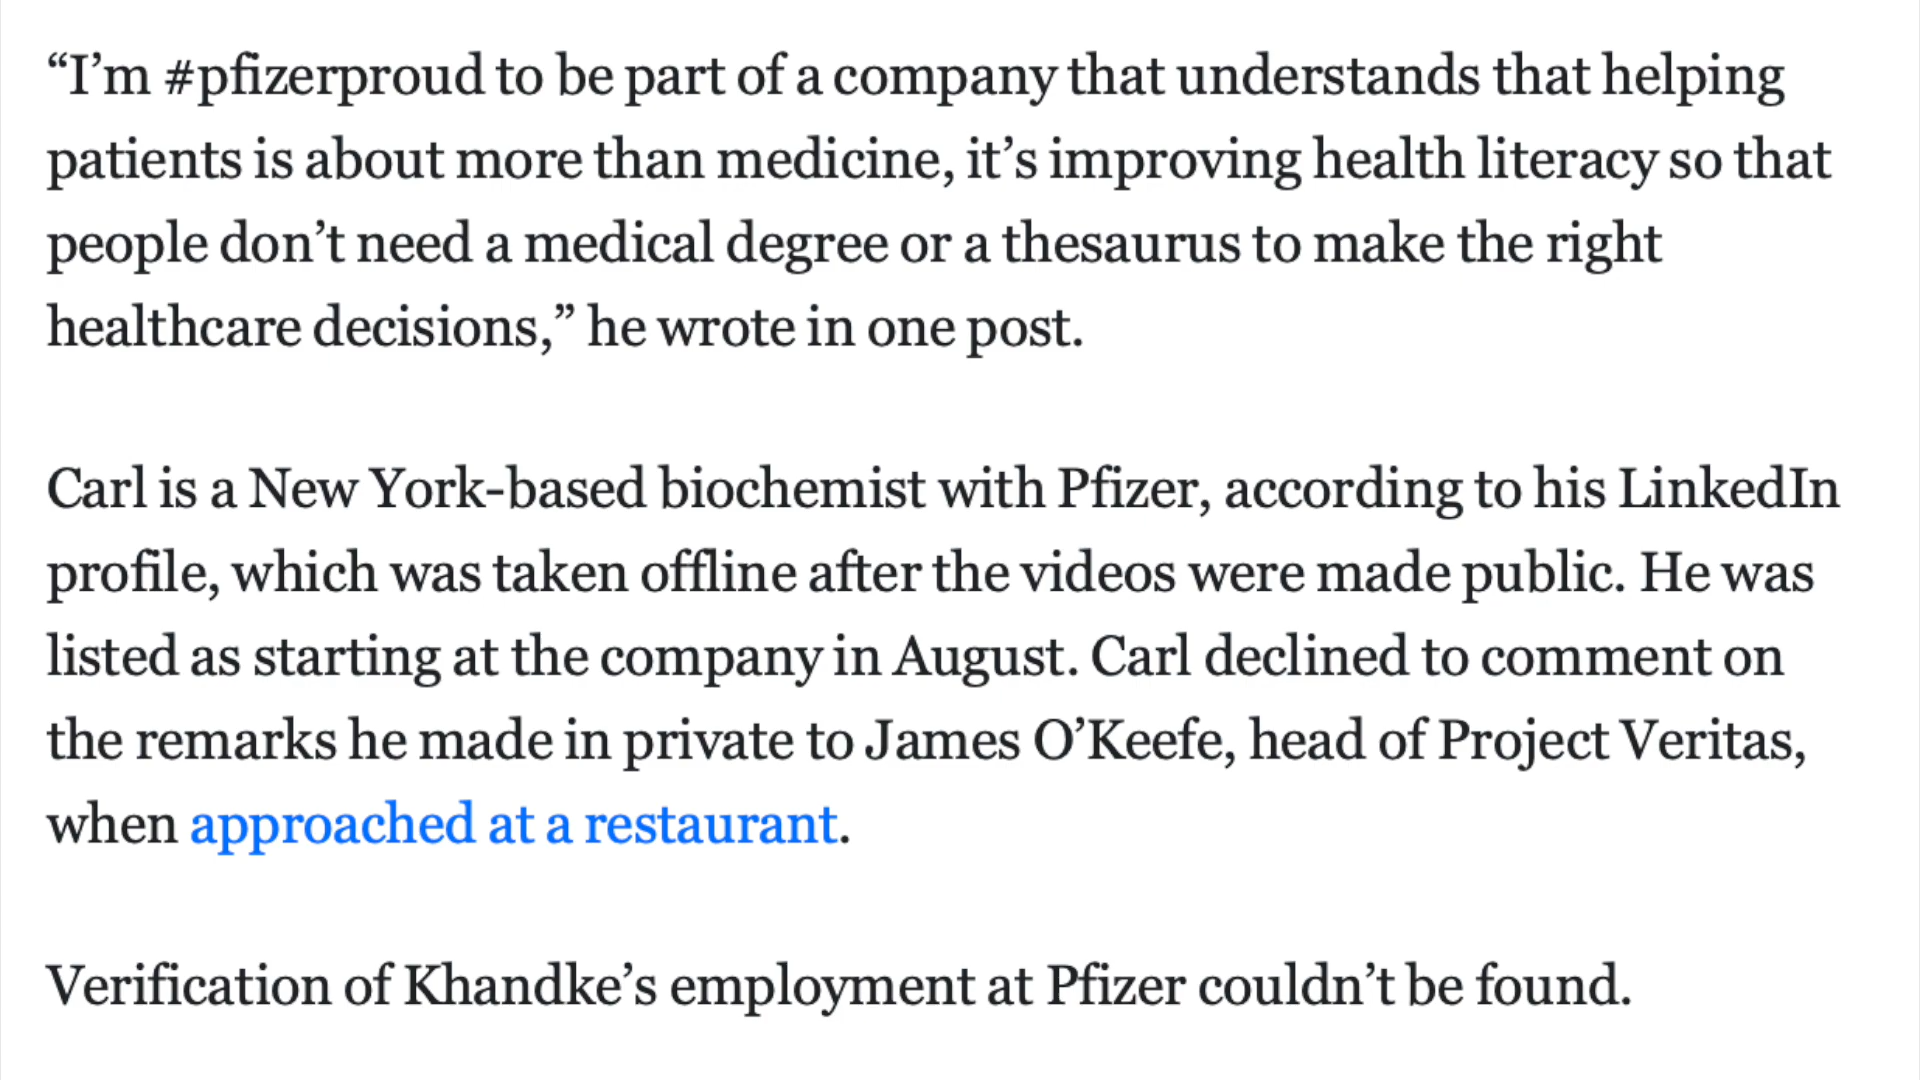 “I’m #pfizerproud to be part of a company that understands that helping
patients is about more than medicine, it’s improving health literacy so that
people don’t need a medical degree or a thesaurus to make the right
healthcare decisions,” he wrote in one post.
Carl is a New York-based biochemist with Pfizer, according to his LinkedIn
profile, which was taken offline after the videos were made public. He was
listed as starting at the company in August. Carl declined to comment on
the remarks he made in private to James O’Keefe, head of Project Veritas,
when approached at a restaurant.
Verification of Khandke’s employment at Pfizer couldn’t be found.